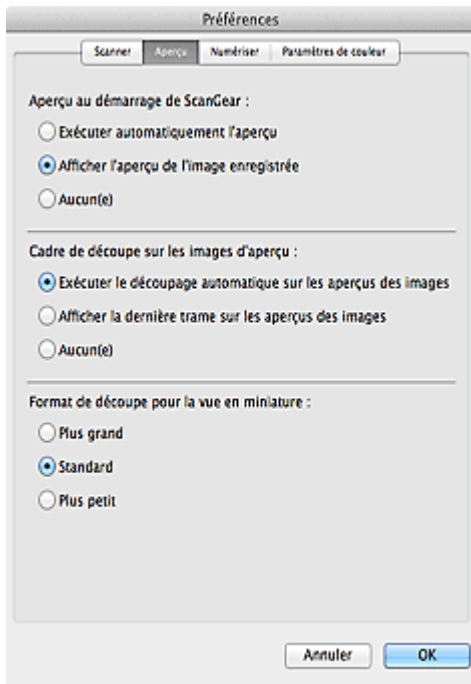 Préférences
Scanner Aperçu Numériser Paramètres de couleur
Aperçu au démarrage de ScanGear :
Exécuter automatiquement l'aperçu
Afficher l'aperçu de l'image enregistrée
Aucun(e)
Cadre de découpe sur les images d'aperçu :
Exécuter le découpage automatique sur les aperçus des images
Afficher la dernière trame sur les aperçus des images
Aucun(e)
Format de découpe pour la vue en miniature :
Plus grand
Standard
Plus petit
Annuler OK